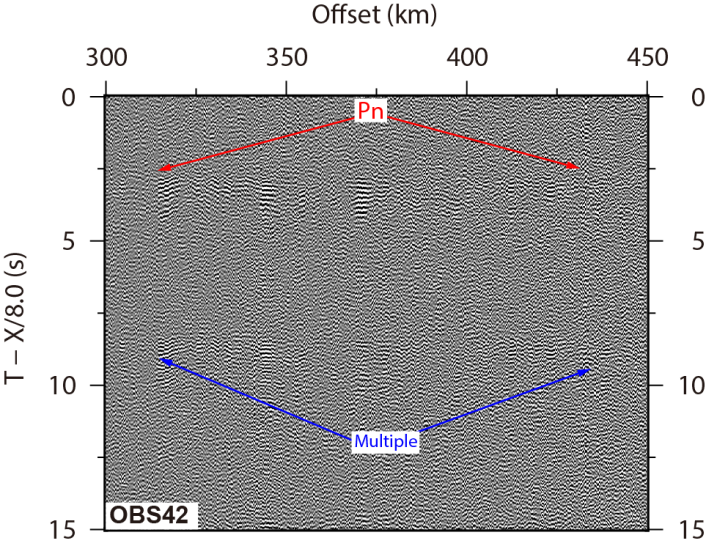 Offset (km)
300 350 400 450
0 0
Pn
5 5
T – X/8.0 (s)
10 10
Multiple
OBS42
15 15